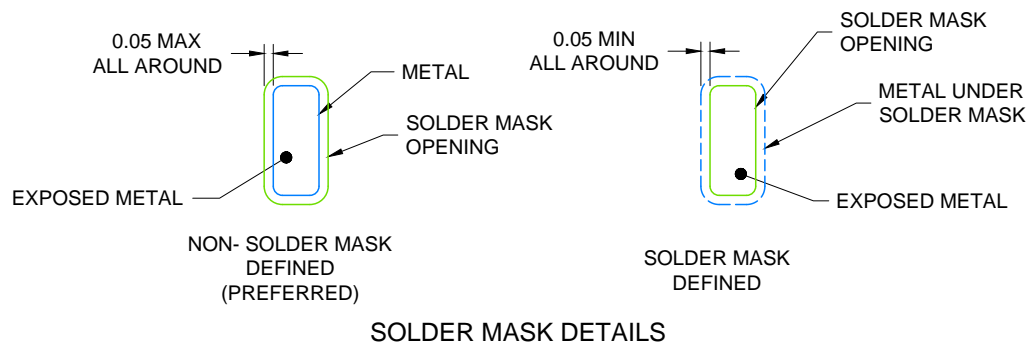 0.05 MAX
ALL AROUND
METAL
SOLDER MASK
OPENING
EXPOSED METAL
NON- SOLDER MASK
DEFINED
(PREFERRED)
0.05 MIN
ALL AROUND
SOLDER MASK
OPENING
METAL UNDER
SOLDER MASK
EXPOSED METAL
SOLDER MASK
DEFINED
SOLDER MASK DETAILS